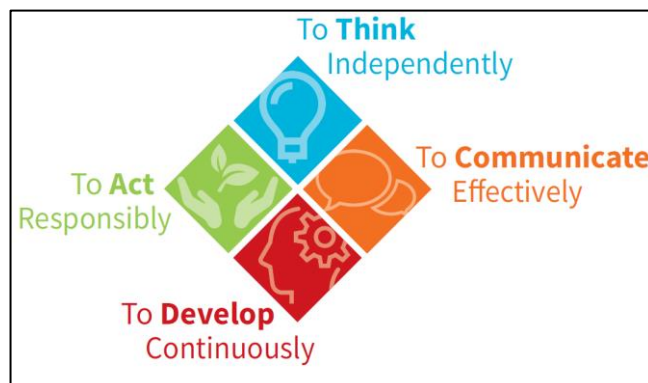 To Think
Independently
To Communicate
Effectively
To Act
Responsibly
To Develop
Continuously